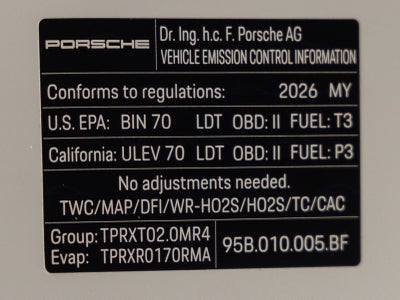 PORSCHE
Dr. Ing. h.c. F. Porsche AG
VEHICLE EMISSION CONTROL INFORMATION
Conforms to regulations: 2026 MY
U.S. EPA: BIN 70 LDT OBD: II FUEL: T3
California: ULEV 70 LDT OBD: II FUEL: P3
No adjustments needed.
TWC/MAP/DFI/WR-HO2S/HO2S/TC/CAC
Group: TPRXT02.0MR4
Evap: TPRXR0170RMA
95B.010.005.BF